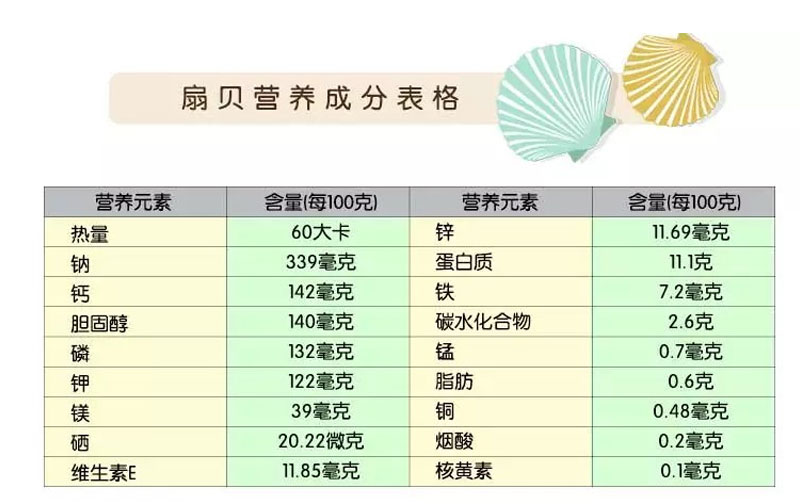 扇贝营养成分表格
营养元素 含量(每100克) 营养元素 含量(每100克)
热量 60大卡 锌 11.69毫克
钠 339毫克 蛋白质 11.1克
钙 142毫克 铁 7.2毫克
胆固醇 140毫克 碳水化合物 2.6克
磷 132毫克 锰 0.7毫克
钾 122毫克 脂肪 0.6克
镁 39毫克 铜 0.48毫克
硒 20.22微克 烟酸 0.2毫克
维生素E 11.85毫克 核黄素 0.1毫克